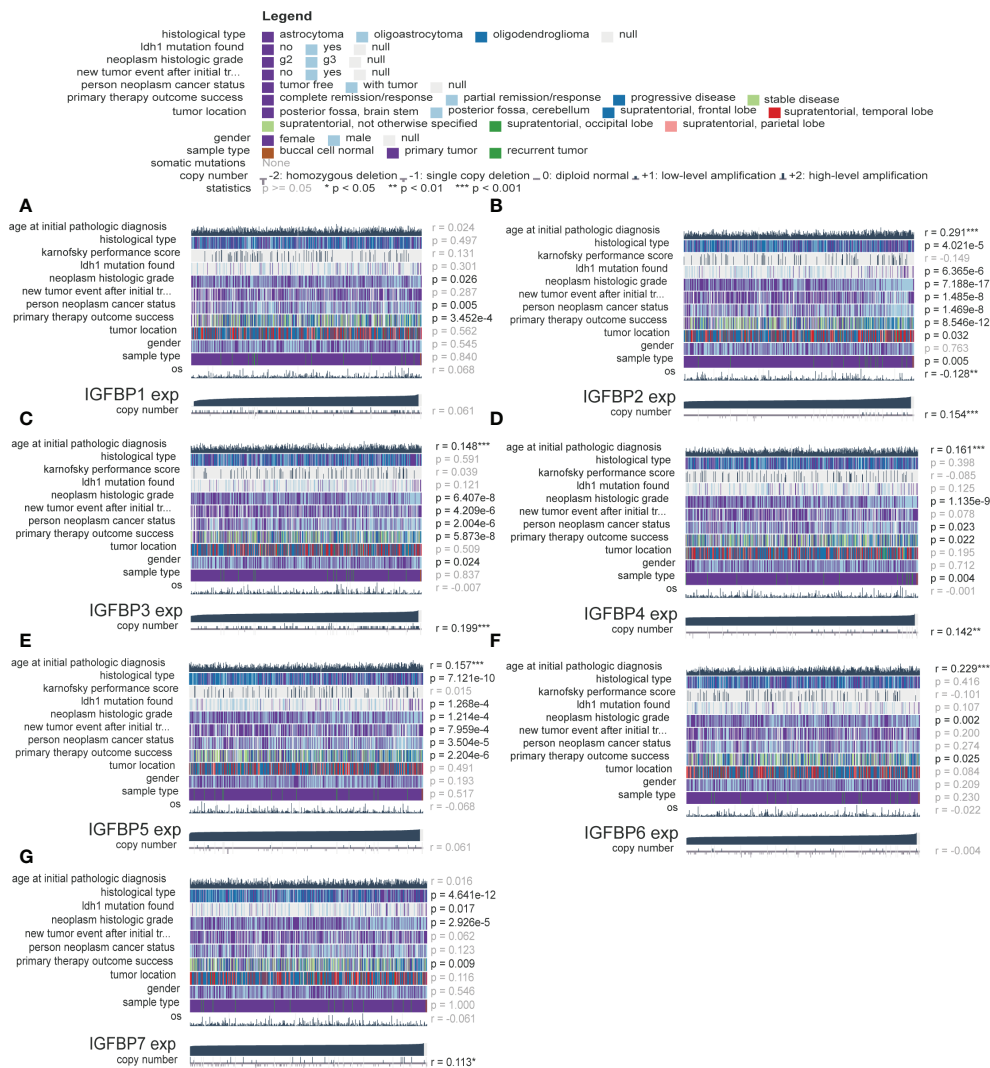 Legend
histological type astrocytoma oligoastrocytoma oligodendroglioma null
ldh1 mutation found no yes null
neoplasm histologic grade g2 g3 null
new tumor event after initial tr... no yes null
person neoplasm cancer status tumor free with tumor null
primary therapy outcome success complete remission/response partial remission/response progressive disease stable disease
tumor location posterior fossa, brain stem posterior fossa, cerebellum supratentorial, frontal lobe supratentorial, temporal lobe
supratentorial, not otherwise specified supratentorial, occipital lobe supratentorial, parietal lobe
gender female male null
sample type buccal cell normal primary tumor recurrent tumor
somatic mutations None
copy number -2: homozygous deletion -1: single copy deletion 0: diploid normal +1: low-level amplification +2: high-level amplification
statistics p >= 0.05 * p < 0.05 ** p < 0.01 *** p < 0.001
A
age at initial pathologic diagnosis r = 0.024
histological type p = 0.497
karnofsky performance score r = 0.131
ldh1 mutation found p = 0.301
neoplasm histologic grade p = 0.026
new tumor event after initial tr... p = 0.287
person neoplasm cancer status p = 0.005
primary therapy outcome success p = 3.452e-4
tumor location p = 0.562
gender p = 0.545
sample type p = 0.840
os r = 0.068
IGFBP1 exp
copy number r = 0.061
B
age at initial pathologic diagnosis r = 0.291***
histological type p = 4.021e-5
karnofsky performance score r = -0.149
ldh1 mutation found p = 6.365e-6
neoplasm histologic grade p = 7.188e-17
new tumor event after initial tr... p = 1.485e-8
person neoplasm cancer status p = 1.469e-8
primary therapy outcome success p = 8.546e-12
tumor location p = 0.032
gender p = 0.763
sample type p = 0.005
os r = -0.128**
IGFBP2 exp
copy number r = 0.154***
C
age at initial pathologic diagnosis r = 0.148***
histological type p = 0.591
karnofsky performance score r = 0.039
ldh1 mutation found p = 0.121
neoplasm histologic grade p = 6.407e-8
new tumor event after initial tr... p = 4.209e-6
person neoplasm cancer status p = 2.004e-6
primary therapy outcome success p = 5.873e-8
tumor location p = 0.509
gender p = 0.024
sample type p = 0.837
os r = -0.007
IGFBP3 exp
copy number r = 0.199***
D
age at initial pathologic diagnosis r = 0.161***
histological type p = 0.398
karnofsky performance score r = -0.085
ldh1 mutation found p = 0.125
neoplasm histologic grade p = 1.135e-9
new tumor event after initial tr... p = 0.078
person neoplasm cancer status p = 0.023
primary therapy outcome success p = 0.022
tumor location p = 0.195
gender p = 0.712
sample type p = 0.004
os r = -0.001
IGFBP4 exp
copy number r = 0.142**
E
age at initial pathologic diagnosis r = 0.157***
histological type p = 7.121e-10
karnofsky performance score r = 0.015
ldh1 mutation found p = 1.268e-4
neoplasm histologic grade p = 1.214e-4
new tumor event after initial tr... p = 7.959e-4
person neoplasm cancer status p = 3.504e-5
primary therapy outcome success p = 2.204e-6
tumor location p = 0.491
gender p = 0.193
sample type p = 0.517
os r = -0.068
IGFBP5 exp
copy number r = 0.061
F
age at initial pathologic diagnosis r = 0.229***
histological type p = 0.416
karnofsky performance score r = -0.101
ldh1 mutation found p = 0.107
neoplasm histologic grade p = 0.002
new tumor event after initial tr... p = 0.200
person neoplasm cancer status p = 0.274
primary therapy outcome success p = 0.025
tumor location p = 0.084
gender p = 0.209
sample type p = 0.230
os r = -0.022
IGFBP6 exp
copy number r = -0.004
G
age at initial pathologic diagnosis r = 0.016
histological type p = 4.641e-12
ldh1 mutation found p = 0.017
neoplasm histologic grade p = 2.926e-5
new tumor event after initial tr... p = 0.062
person neoplasm cancer status p = 0.123
primary therapy outcome success p = 0.009
tumor location p = 0.116
gender p = 0.546
sample type p = 1.000
os r = -0.061
IGFBP7 exp
copy number r = 0.113*